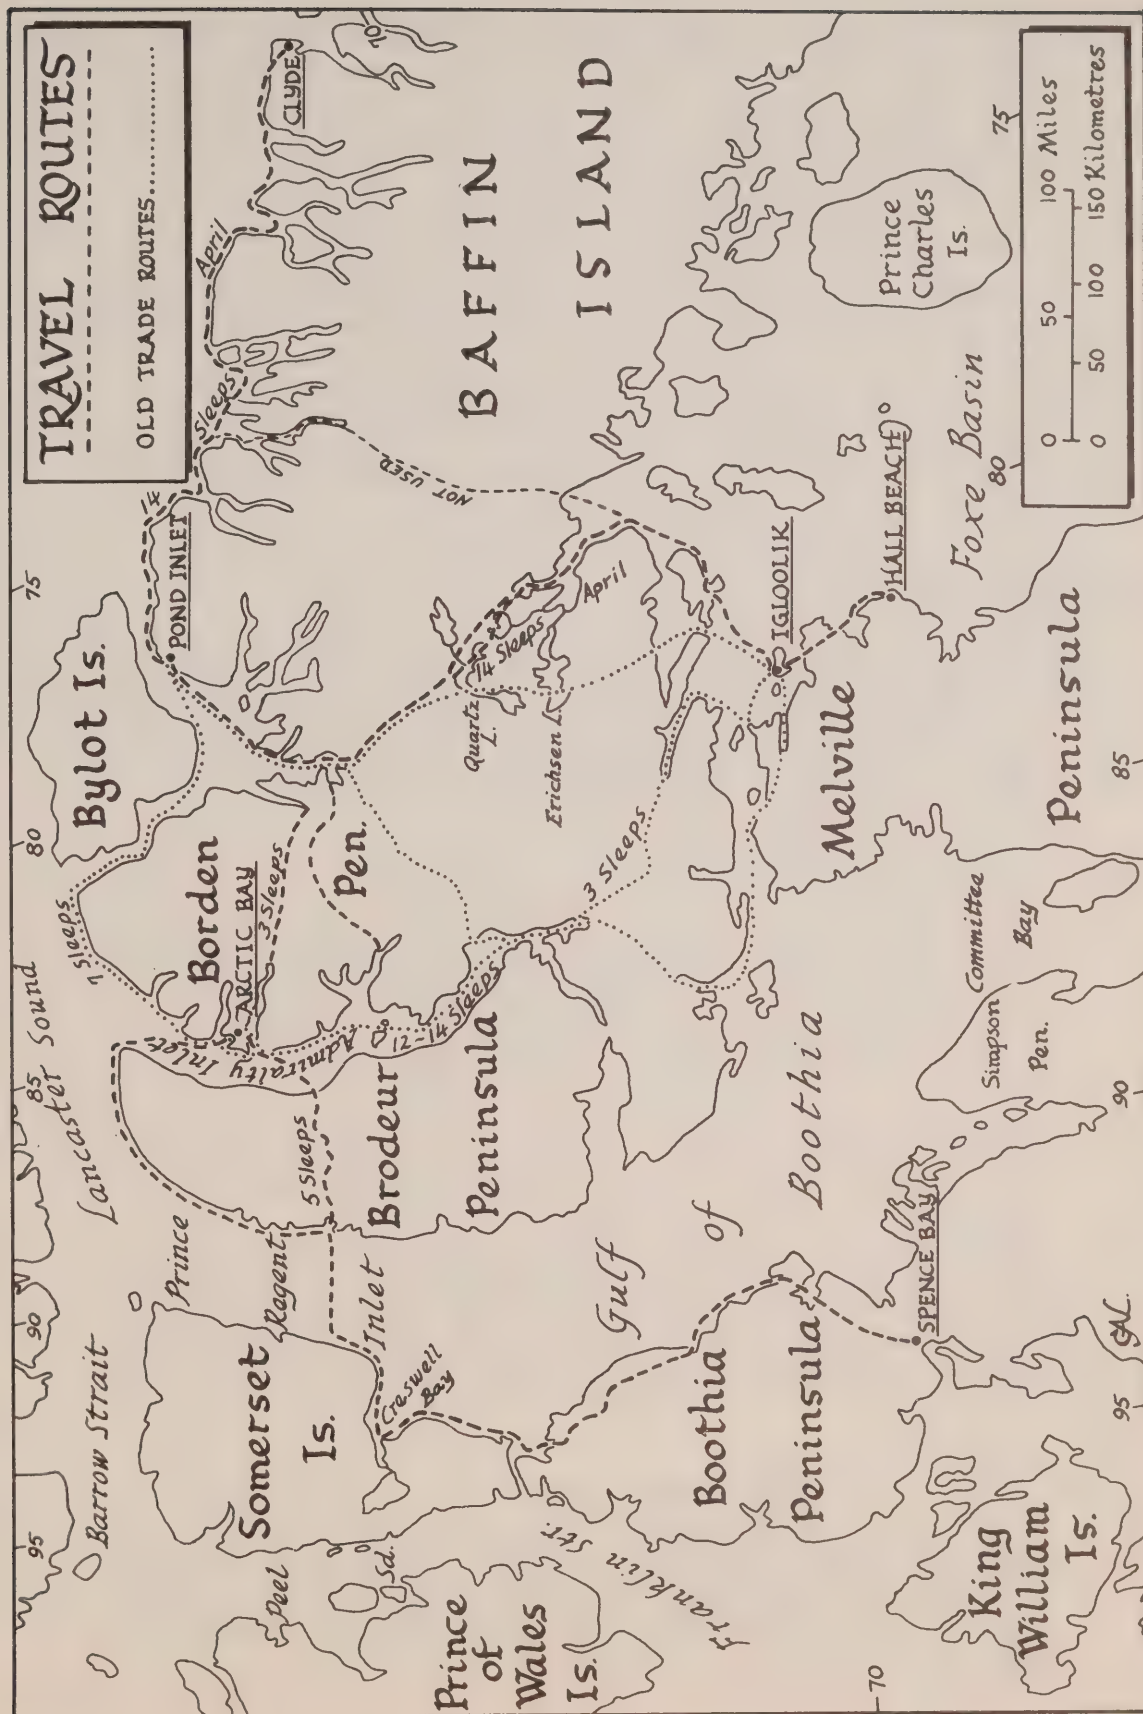 TRAVEL ROUTES
OLD TRADE ROUTES
Barrow Strait
Lancaster Sound
95
90
85
80
75
Prince
Regent
Inlet
Peel
Sd.
Somerset
Is.
Creswell
Bay
Prince
of
Wales
Is.
Franklin Str.
Bylot Is.
7 Sleeps
Borden
Pen.
ARCTIC BAY
3 Sleeps
Admiralty Inlet
5 Sleeps
Brodeur
Peninsula
12-14 Sleeps
POND INLET
14
Sleeps
April
CLYDE
70
NOT USED
BAFFIN
ISLAND
Quartz
L.
14 Sleeps
April
Erichsen L.
3 Sleeps
Gulf
of
Boothia
Boothia
Peninsula
IGLOOLIK
HALL BEACH
Melville
Peninsula
Foxe Basin
Prince
Charles
Is.
Committee
Bay
Simpson
Pen.
SPENCE BAY
King
William
Is.
70
95
90
85
80
75
GAL.
0 50 100 Miles
0 50 100 150 Kilometres